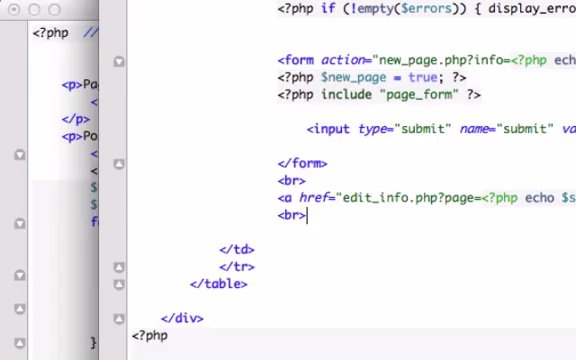 <?php //
<p>Pa
<
</p>
<p>Po
<
<
$
$
fo
}
<?php if (!empty($errors)) { display_erro
<form action="new_page.php?info=<?php ech
<?php $new_page = true; ?>
<?php include "page_form" ?>
<input type="submit" name="submit" va
</form>
<br>
<a href="edit_info.php?page=<?php echo $s
<br>
</td>
</tr>
</table>
</div>
<?php